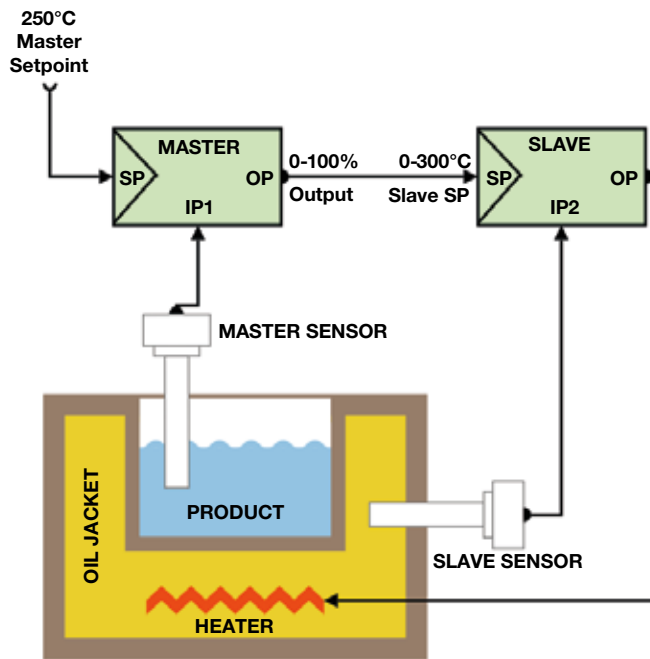 250°C
Master
Setpoint
MASTER
SP
OP
IP1
0-100%
Output
0-300°C
Slave SP
SLAVE
SP
OP
IP2
MASTER SENSOR
OIL JACKET
PRODUCT
SLAVE SENSOR
HEATER